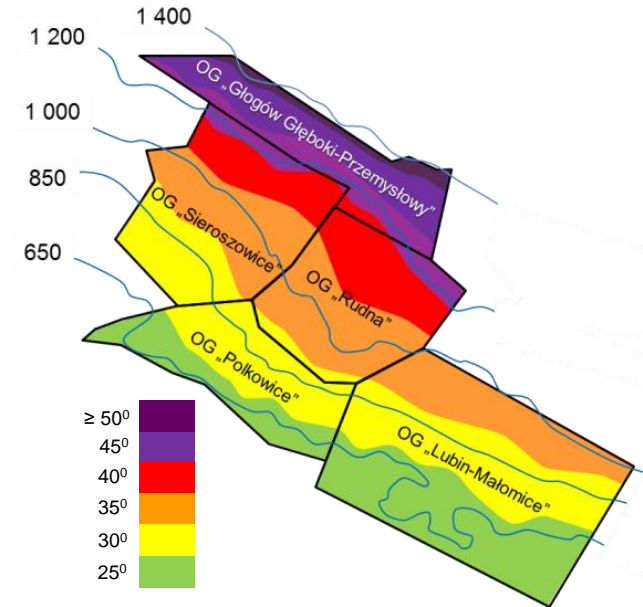 1 400
1 200
1 000
850
650
OG „Głogów Głęboki-Przemysłowy”
OG „Sieroszowice”
OG „Rudna”
OG „Polkowice”
OG „Lubin-Małomice”
≥ 50⁰
45⁰
40⁰
35⁰
30⁰
25⁰